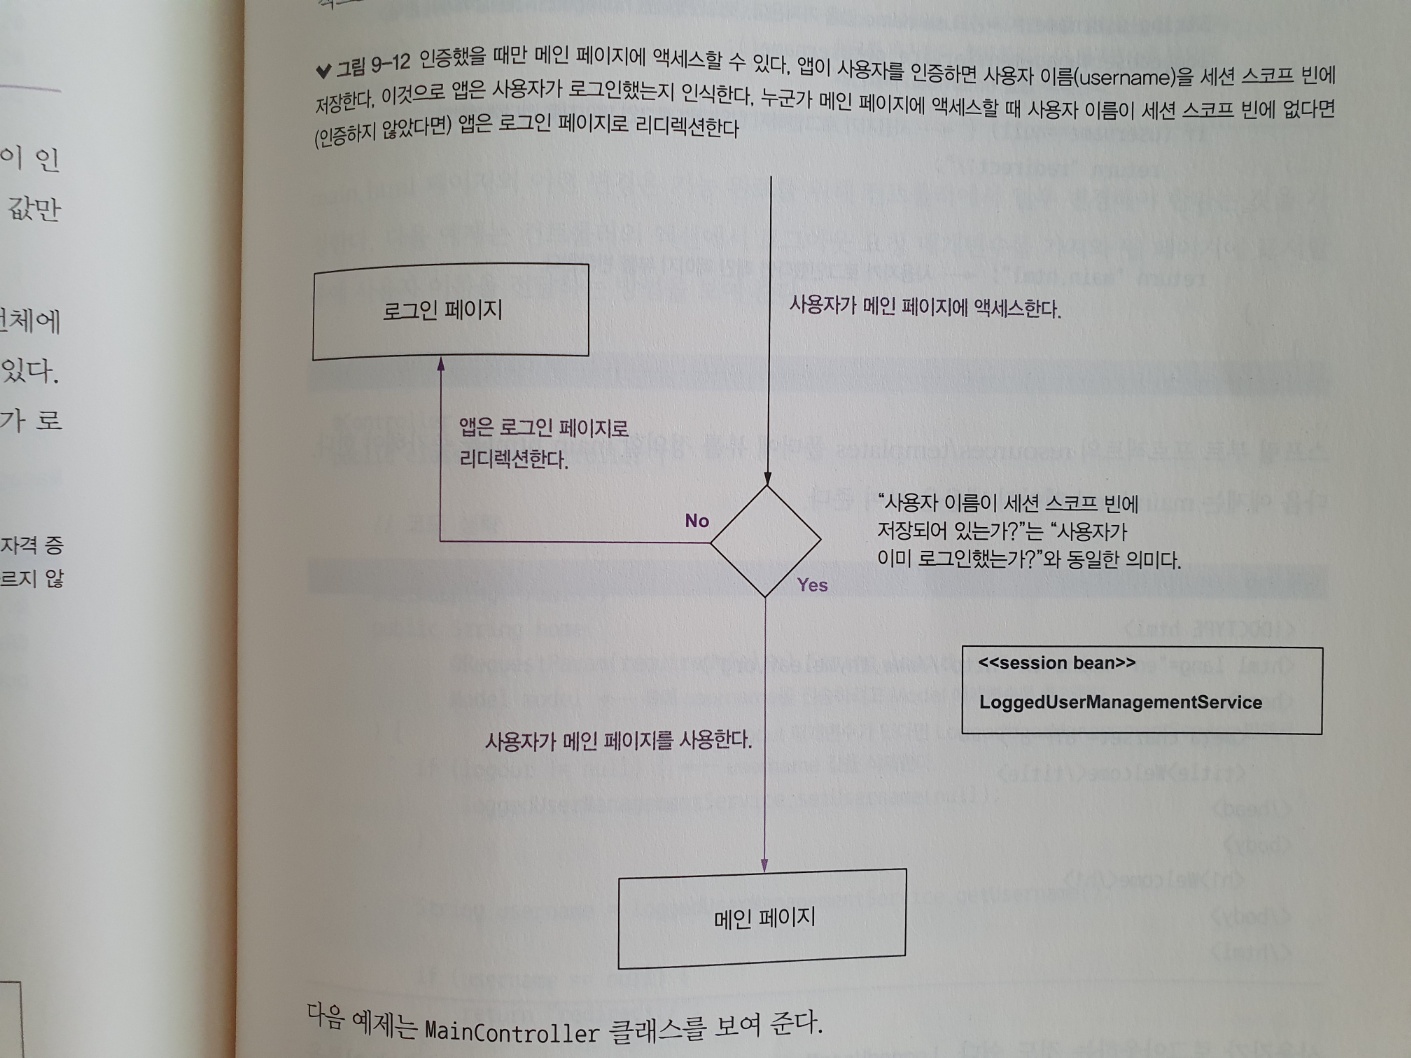 이 인
값만
있다.
가 로
자격 증
르지 않
그림 9-12 인증했을 때만 메인 페이지에 액세스할 수 있다. 앱이 사용자를 인증하면 사용자 이름(username)을 세션 스코프 빈에
저장한다. 이것으로 앱은 사용자가 로그인했는지 인식한다. 누군가 메인 페이지에 액세스할 때 사용자 이름이 세션 스코프 빈에 없다면
(인증하지 않았다면) 앱은 로그인 페이지로 리디렉션한다
로그인 페이지
사용자가 메인 페이지에 액세스한다.
앱은 로그인 페이지로
리디렉션한다.
No
"사용자 이름이 세션 스코프 빈에
저장되어 있는가?"는 "사용자가
이미 로그인했는가?"와 동일한 의미다.
Yes
<<session bean>>
LoggedUserManagementService
사용자가 메인 페이지를 사용한다.
메인 페이지
다음 예제는 MainController 클래스를 보여 준다.